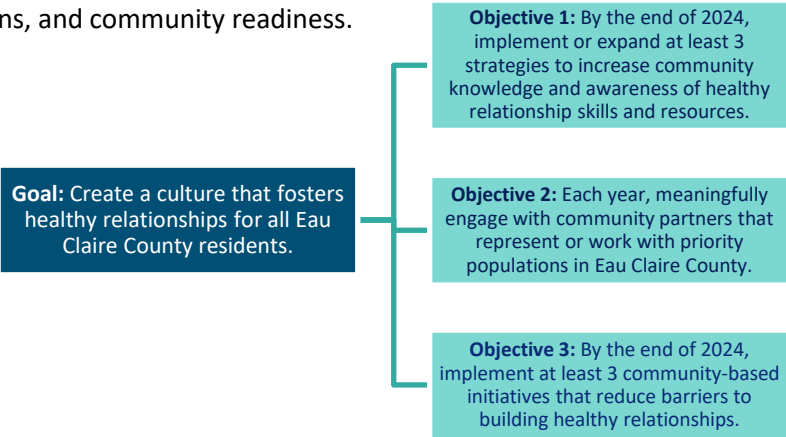 ns, and community readiness.
Objective 1: By the end of 2024,
implement or expand at least 3
strategies to increase community
knowledge and awareness of healthy
relationship skills and resources.
Goal: Create a culture that fosters
healthy relationships for all Eau
Claire County residents.
Objective 2: Each year, meaningfully
engage with community partners that
represent or work with priority
populations in Eau Claire County.
Objective 3: By the end of 2024,
implement at least 3 community-based
initiatives that reduce barriers to
building healthy relationships.